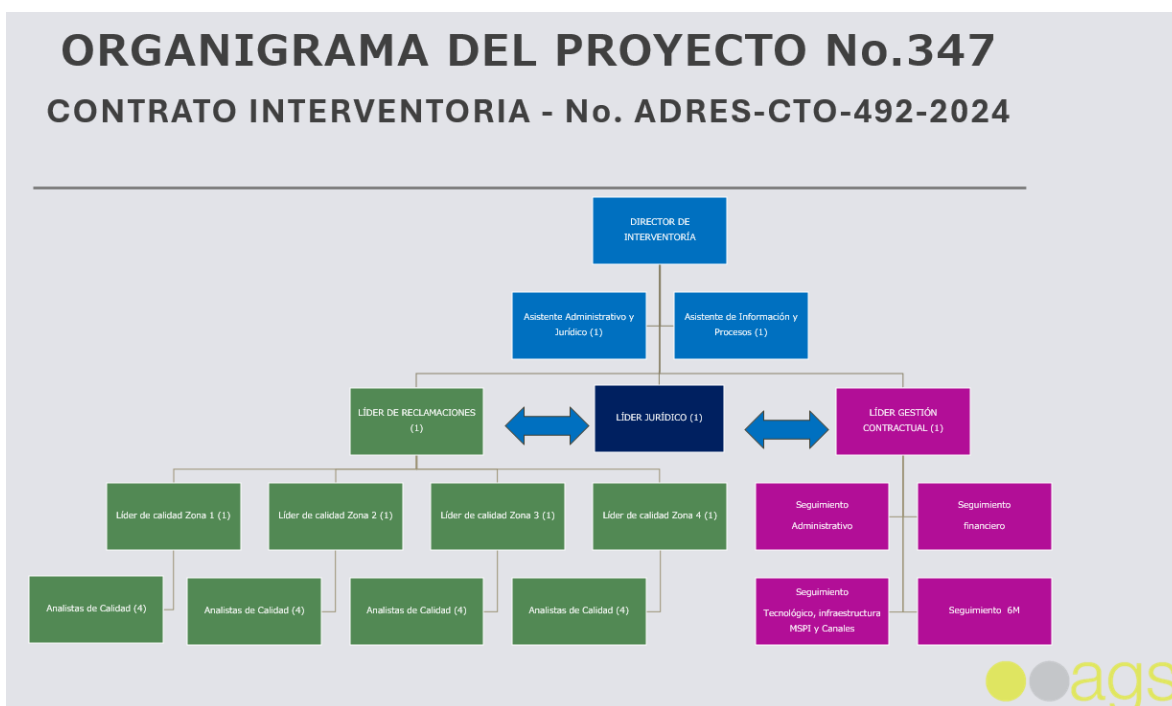 ORGANIGRAMA DEL PROYECTO No.347
CONTRATO INTERVENTORIA - No. ADRES-CTO-492-2024
DIRECTOR DE
INTERVENTORÍA
Asistente Administrativo y
Jurídico (1)
Asistente de Información y
Procesos (1)
LÍDER DE RECLAMACIONES
(1)
LÍDER JURÍDICO (1)
LÍDER GESTIÓN
CONTRACTUAL (1)
Líder de calidad Zona 1 (1)
Líder de calidad Zona 2 (1)
Líder de calidad Zona 3 (1)
Líder de calidad Zona 4 (1)
Seguimiento
Administrativo
Seguimiento
financiero
Analistas de Calidad (4)
Analistas de Calidad (4)
Analistas de Calidad (4)
Analistas de Calidad (4)
Seguimiento
Tecnológico, infraestructura
MSPI y Canales
Seguimiento 6M
ags